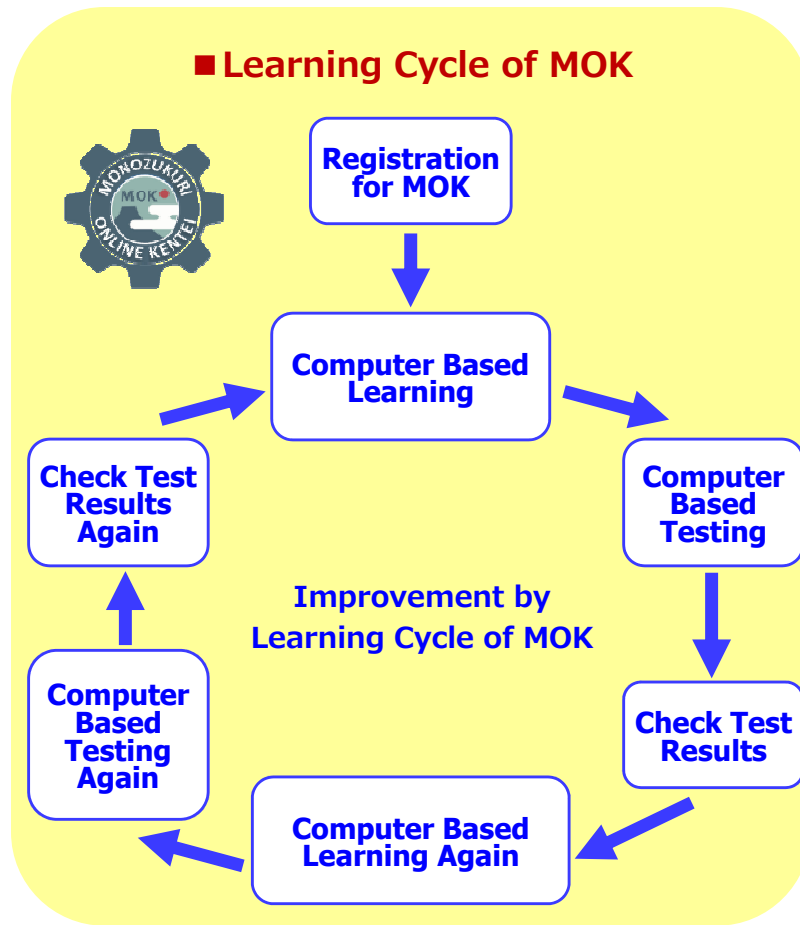 ■ Learning Cycle of MOK
MONOZUKURI
MOK
ONLINE KENTEI
Registration
for MOK
Computer Based
Learning
Computer
Based
Testing
Check Test
Results
Computer Based
Learning Again
Computer
Based
Testing
Again
Check Test
Results
Again
Improvement by
Learning Cycle of MOK